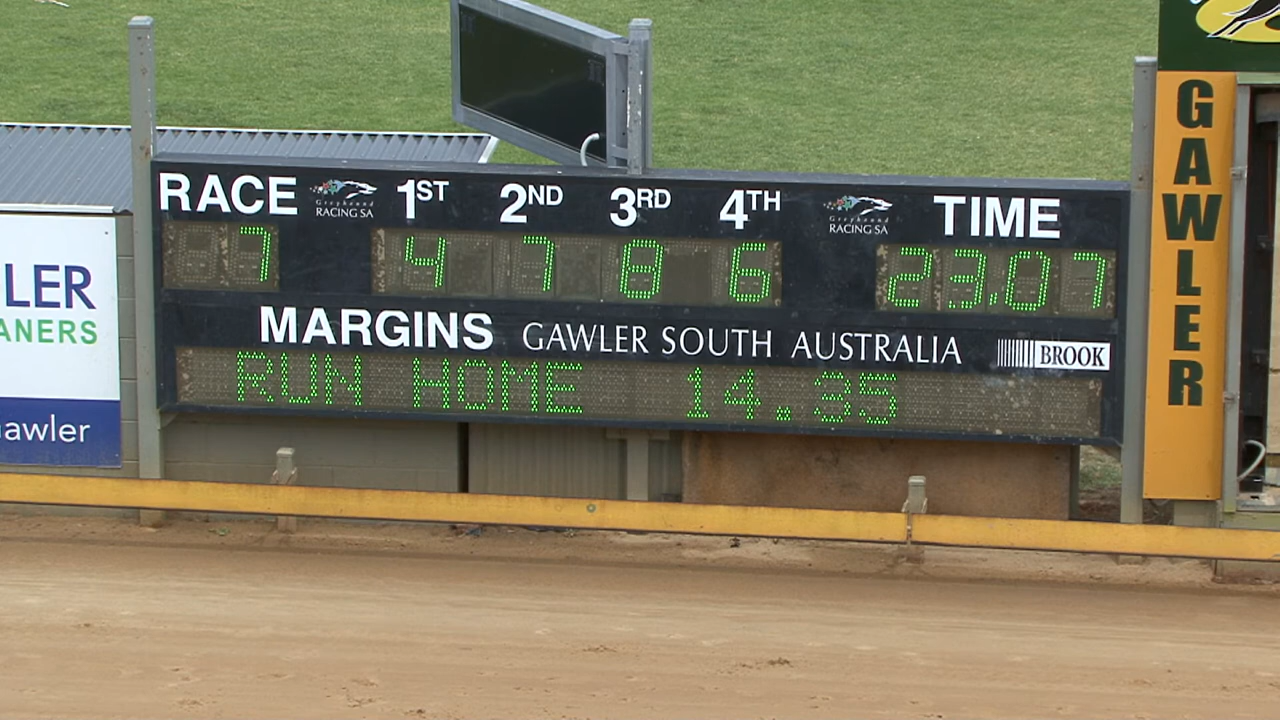 RACE 1ST 2ND 3RD 4TH TIME
Greyhound RACING SA
Greyhound RACING SA
7 4 7 8 6 23.07
MARGINS GAWLER SOUTH AUSTRALIA BROOK
RUN HOME 14.35
LER
ANERS
awler
GAWLER